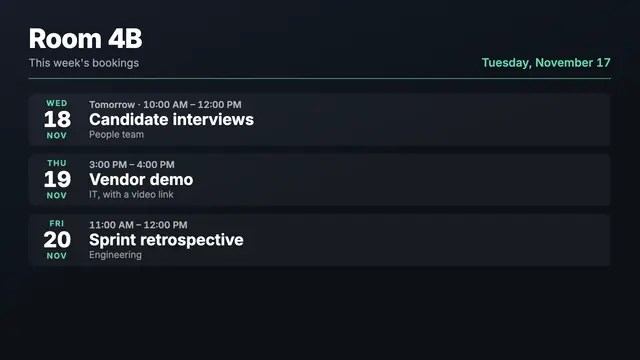 Room 4B
This week's bookings
Tuesday, November 17
WED
18
NOV
Tomorrow · 10:00 AM – 12:00 PM
Candidate interviews
People team
THU
19
NOV
3:00 PM – 4:00 PM
Vendor demo
IT, with a video link
FRI
20
NOV
11:00 AM – 12:00 PM
Sprint retrospective
Engineering